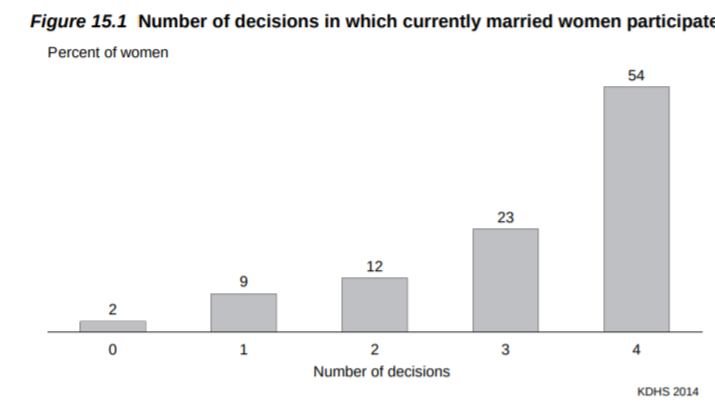 Figure 15.1 Number of decisions in which currently married women participate
Percent of women
54
23
12
9
2
0 1 2 3 4
Number of decisions
KDHS 2014